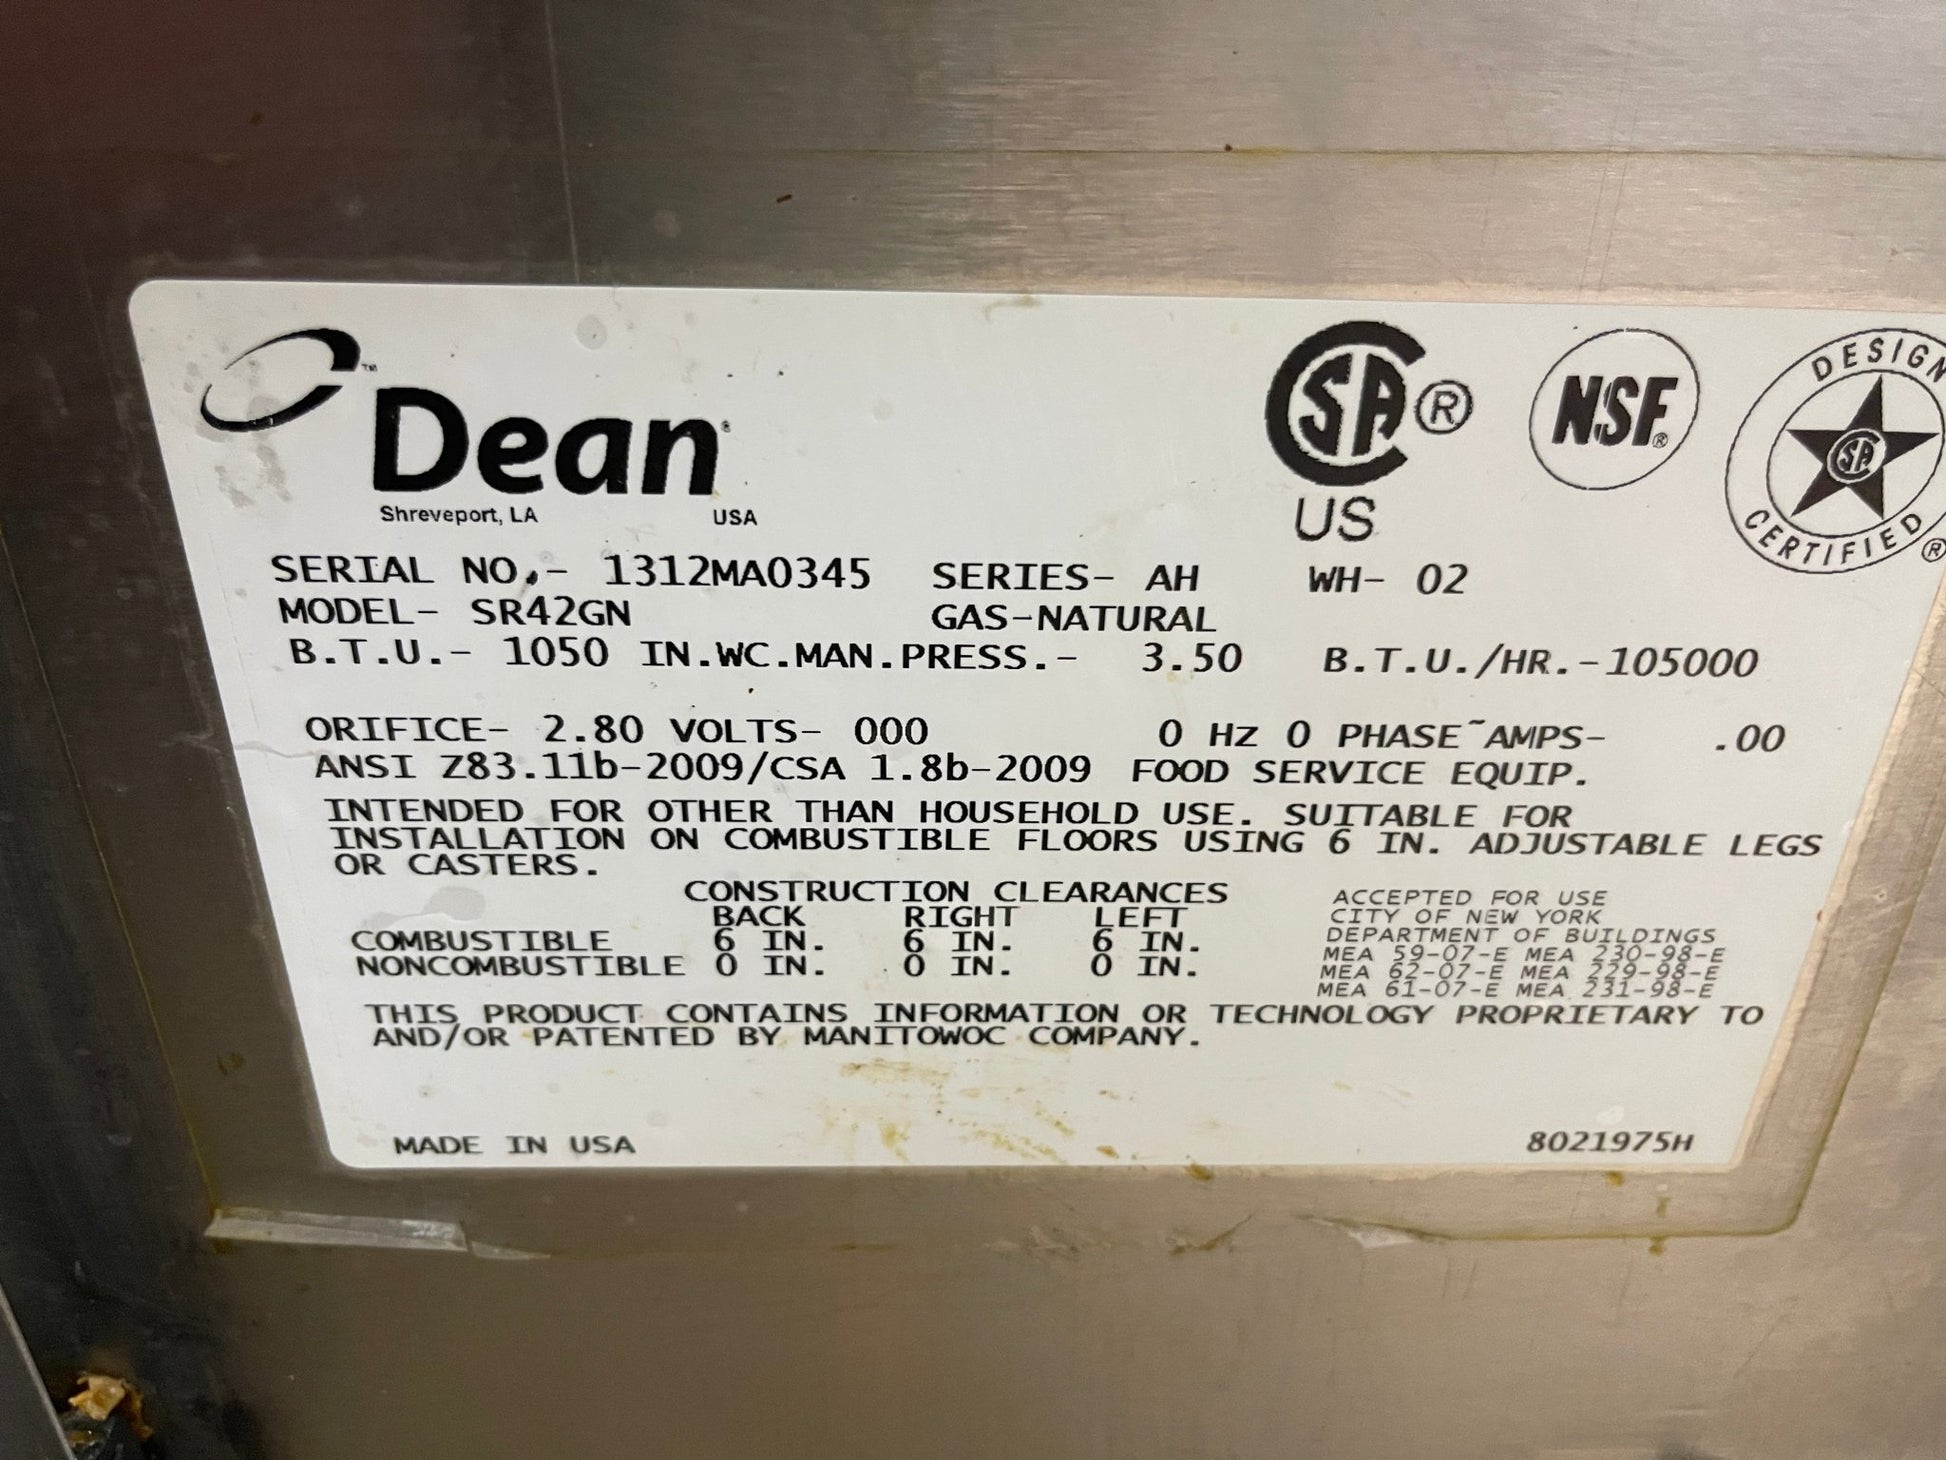 Dean
Shreveport, LA USA
CSA ® US
NSF®
DESIGN CSA CERTIFIED ®
SERIAL NO.- 1312MA0345 SERIES- AH WH- 02
MODEL- SR42GN GAS-NATURAL
B.T.U.- 1050 IN.WC.MAN.PRESS.- 3.50 B.T.U./HR.-105000
ORIFICE- 2.80 VOLTS- 000 0 HZ 0 PHASE~AMPS- .00
ANSI Z83.11b-2009/CSA 1.8b-2009 FOOD SERVICE EQUIP.
INTENDED FOR OTHER THAN HOUSEHOLD USE. SUITABLE FOR
INSTALLATION ON COMBUSTIBLE FLOORS USING 6 IN. ADJUSTABLE LEGS
OR CASTERS.
CONSTRUCTION CLEARANCES
BACK RIGHT LEFT
COMBUSTIBLE 6 IN. 6 IN. 6 IN.
NONCOMBUSTIBLE 0 IN. 0 IN. 0 IN.
ACCEPTED FOR USE
CITY OF NEW YORK
DEPARTMENT OF BUILDINGS
MEA 59-07-E MEA 230-98-E
MEA 62-07-E MEA 229-98-E
MEA 61-07-E MEA 231-98-E
THIS PRODUCT CONTAINS INFORMATION OR TECHNOLOGY PROPRIETARY TO
AND/OR PATENTED BY MANITOWOC COMPANY.
MADE IN USA 8021975H